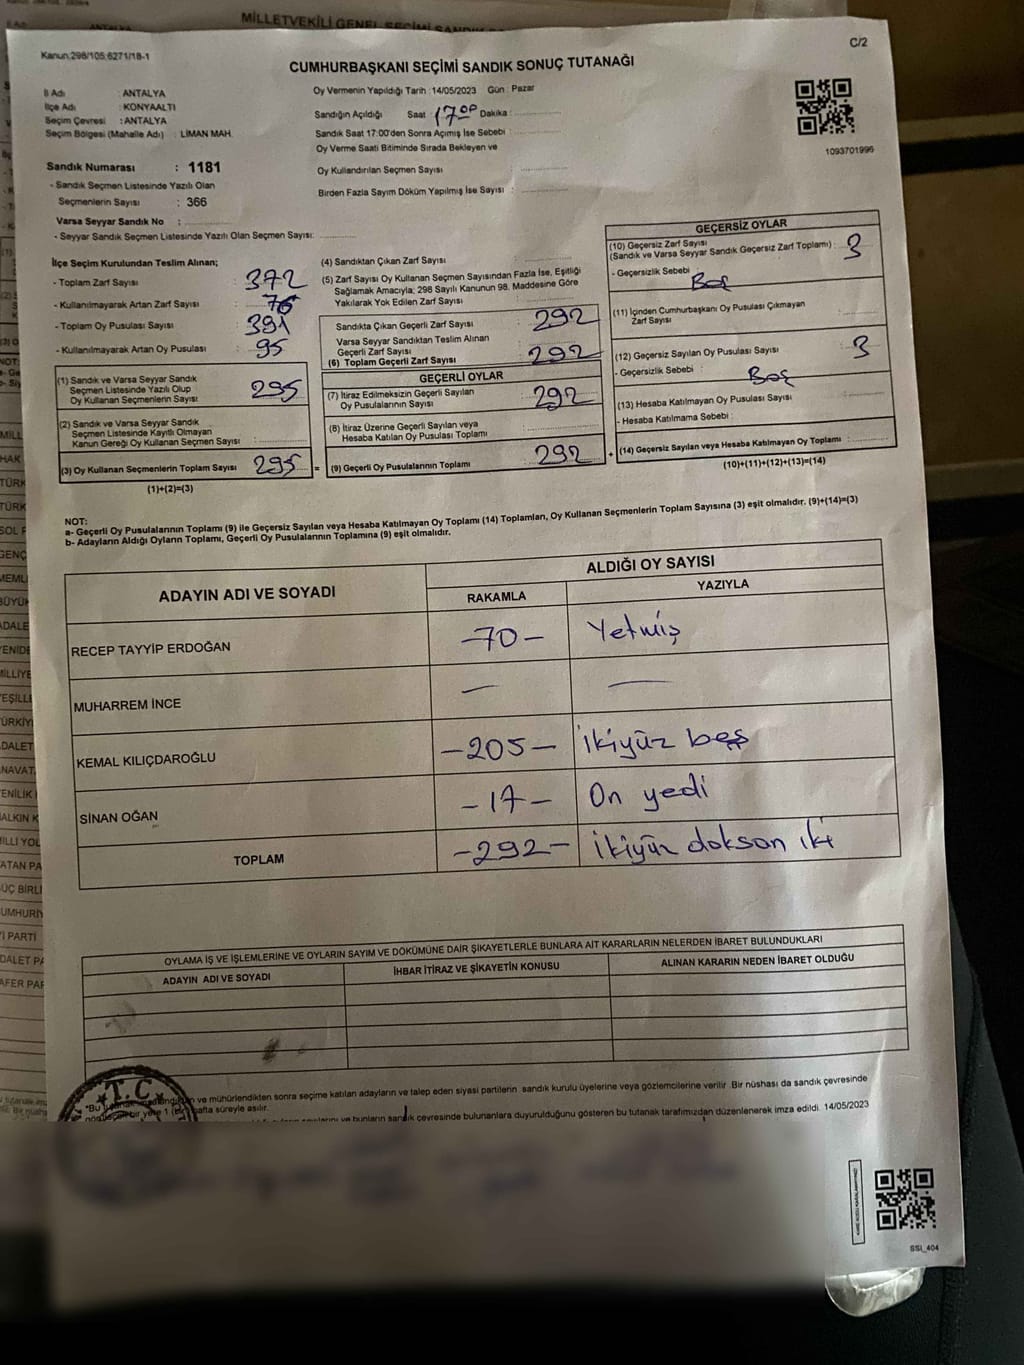 MİLLETVEKİLİ GENEL SEÇİMİ
Kanun:298/105;6271/18-1
C/2
CUMHURBAŞKANI SEÇİMİ SANDIK SONUÇ TUTANAĞI
İl Adı : ANTALYA
İlçe Adı : KONYAALTI
Seçim Çevresi : ANTALYA
Seçim Bölgesi (Mahalle Adı) : LİMAN MAH.
Oy Vermenin Yapıldığı Tarih :14/05/2023 Gün : Pazar
Sandığın Açıldığı Saat : 17.00 Dakika :
Sandık Saat 17:00'den Sonra Açımış İse Sebebi :
Oy Verme Saati Bitiminde Sırada Bekleyen ve
Oy Kullandırılan Seçmen Sayısı
Birden Fazla Sayım Döküm Yapılmış İse Sayısı :
1093701996
Sandık Numarası : 1181
- Sandık Seçmen Listesinde Yazılı Olan
Seçmenlerin Sayısı : 366
Varsa Seyyar Sandık No :
- Seyyar Sandık Seçmen Listesinde Yazılı Olan Seçmen Sayısı:
İlçe Seçim Kurulundan Teslim Alınan;
- Toplam Zarf Sayısı : 372
- Kullanılmayarak Artan Zarf Sayısı : 76
- Toplam Oy Pusulası Sayısı : 391
- Kullanılmayarak Artan Oy Pusulası : 95
(1) Sandık ve Varsa Seyyar Sandık
Seçmen Listesinde Yazılı Olup
Oy Kullanan Seçmenlerin Sayısı : 295
(2) Sandık ve Varsa Seyyar Sandık
Seçmen Listesinde Kayıtlı Olmayan
Kanun Gereği Oy Kullanan Seçmen Sayısı :
(3) Oy Kullanan Seçmenlerin Toplam Sayısı 295 =
(1)+(2)=(3)
(4) Sandıktan Çıkan Zarf Sayısı :
(5) Zarf Sayısı Oy Kullanan Seçmen Sayısından Fazla İse, Eşitliği
Sağlamak Amacıyla; 298 Sayılı Kanunun 98. Maddesine Göre
Yakılarak Yok Edilen Zarf Sayısı :
Sandıkta Çıkan Geçerli Zarf Sayısı : 292
Varsa Seyyar Sandıktan Teslim Alınan
Geçerli Zarf Sayısı :
(6) Toplam Geçerli Zarf Sayısı : 292
GEÇERLİ OYLAR
(7) İtiraz Edilmeksizin Geçerli Sayılan
Oy Pusulalarının Sayısı : 292
(8) İtiraz Üzerine Geçerli Sayılan veya
Hesaba Katılan Oy Pusulası Toplamı :
(9) Geçerli Oy Pusulalarının Toplamı : 292 +
GEÇERSİZ OYLAR
(10) Geçersiz Zarf Sayısı
(Sandık ve Varsa Seyyar Sandık Geçersiz Zarf Toplamı) : 3
- Geçersizlik Sebebi : Boş
(11) İçinden Cumhurbaşkanı Oy Pusulası Çıkmayan
Zarf Sayısı :
(12) Geçersiz Sayılan Oy Pusulası Sayısı : 3
- Geçersizlik Sebebi : Boş
(13) Hesaba Katılmayan Oy Pusulası Sayısı :
- Hesaba Katılmama Sebebi :
(14) Geçersiz Sayılan veya Hesaba Katılmayan Oy Toplamı :
(10)+(11)+(12)+(13)=(14)
NOT:
a- Geçerli Oy Pusulalarının Toplamı (9) ile Geçersiz Sayılan veya Hesaba Katılmayan Oy Toplamı (14) Toplamları, Oy Kullanan Seçmenlerin Toplam Sayısına (3) eşit olmalıdır. (9)+(14)=(3)
b- Adayların Aldığı Oyların Toplamı, Geçerli Oy Pusulalarının Toplamına (9) eşit olmalıdır.
ADAYIN ADI VE SOYADI
ALDIĞI OY SAYISI
RAKAMLA YAZIYLA
RECEP TAYYİP ERDOĞAN -70- Yetmiş
MUHARREM İNCE — —
KEMAL KILIÇDAROĞLU -205- İkiyüz beş
SİNAN OĞAN -17- On yedi
TOPLAM -292- İkiyüz doksan iki
OYLAMA İŞ VE İŞLEMLERİNE VE OYLARIN SAYIM VE DÖKÜMÜNE DAİR ŞİKAYETLERLE BUNLARA AİT KARARLARIN NELERDEN İBARET BULUNDUKLARI
ADAYIN ADI VE SOYADI İHBAR İTİRAZ VE ŞİKAYETİN KONUSU ALINAN KARARIN NEDEN İBARET OLDUĞU
T.C.
ve mühürlendikten sonra seçime katılan adayların ve talep eden siyasi partilerin sandık kurulu üyelerine veya gözlemcilerine verilir .Bir nüshası da sandık çevresinde
hafta süreyle asılır.
ve bunların sandık çevresinde bulunanlara duyurulduğunu gösteren bu tutanak tarafımızdan düzenlenerek imza edildi. 14/05/2023
SSI_404